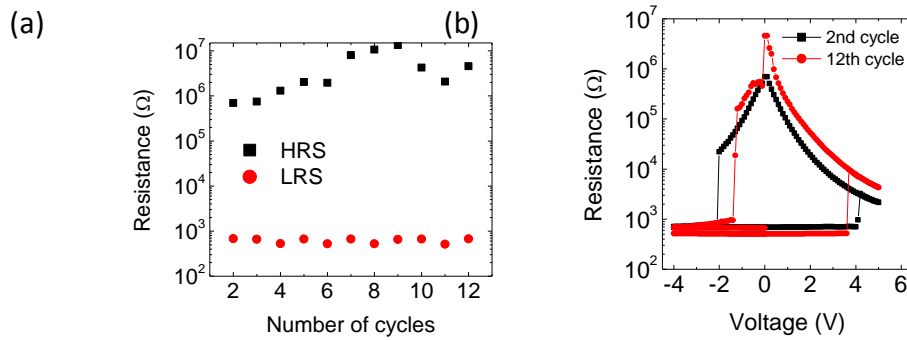 (a)
(b)
Resistance (Ω)
10^7
10^6
10^5
10^4
10^3
10^2
HRS
LRS
2 4 6 8 10 12
Number of cycles
Resistance (Ω)
10^7
10^6
10^5
10^4
10^3
10^2
2nd cycle
12th cycle
-4 -2 0 2 4 6
Voltage (V)